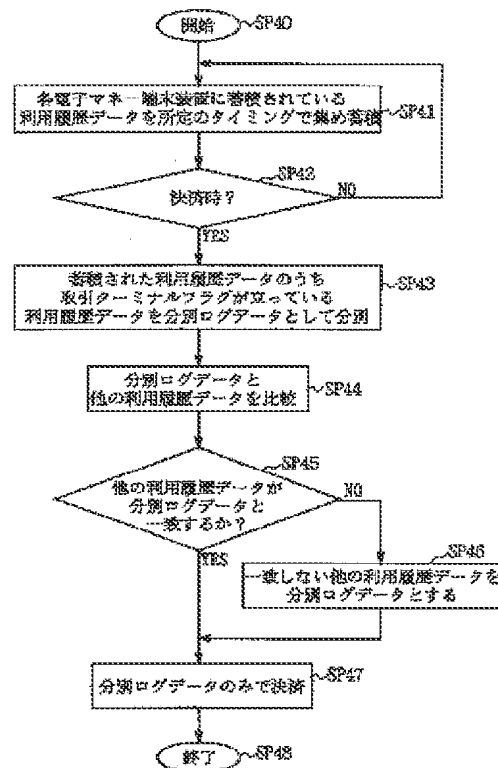 開始 SP40
各電子マネー端末装置に蓄積されている
利用履歴データを所定のタイミングで集め蓄積
SP41
SP42
決済時？
NO
YES
蓄積された利用履歴データのうち
取引ターミナルフラグが立っている
利用履歴データを分別ログデータとして分別
SP43
分別ログデータと
他の利用履歴データを比較
SP44
SP45
他の利用履歴データが
分別ログデータと
一致するか？
NO
YES
SP46
一致しない他の利用履歴データを
分別ログデータとする
分別ログデータのみで決済
SP47
終了 SP48